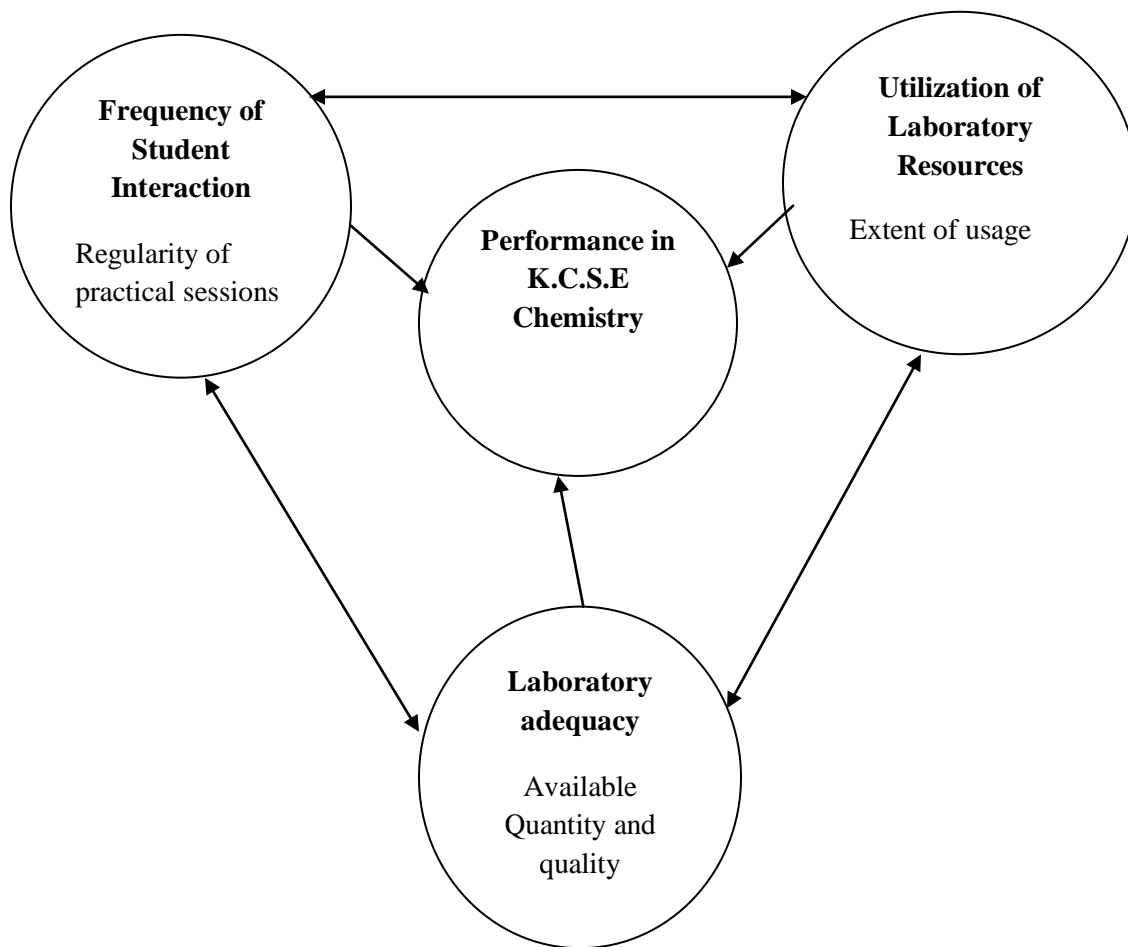 Frequency of
Student
Interaction
Regularity of
practical sessions
Utilization of
Laboratory
Resources
Extent of usage
Performance in
K.C.S.E
Chemistry
Laboratory
adequacy
Available
Quantity and
quality